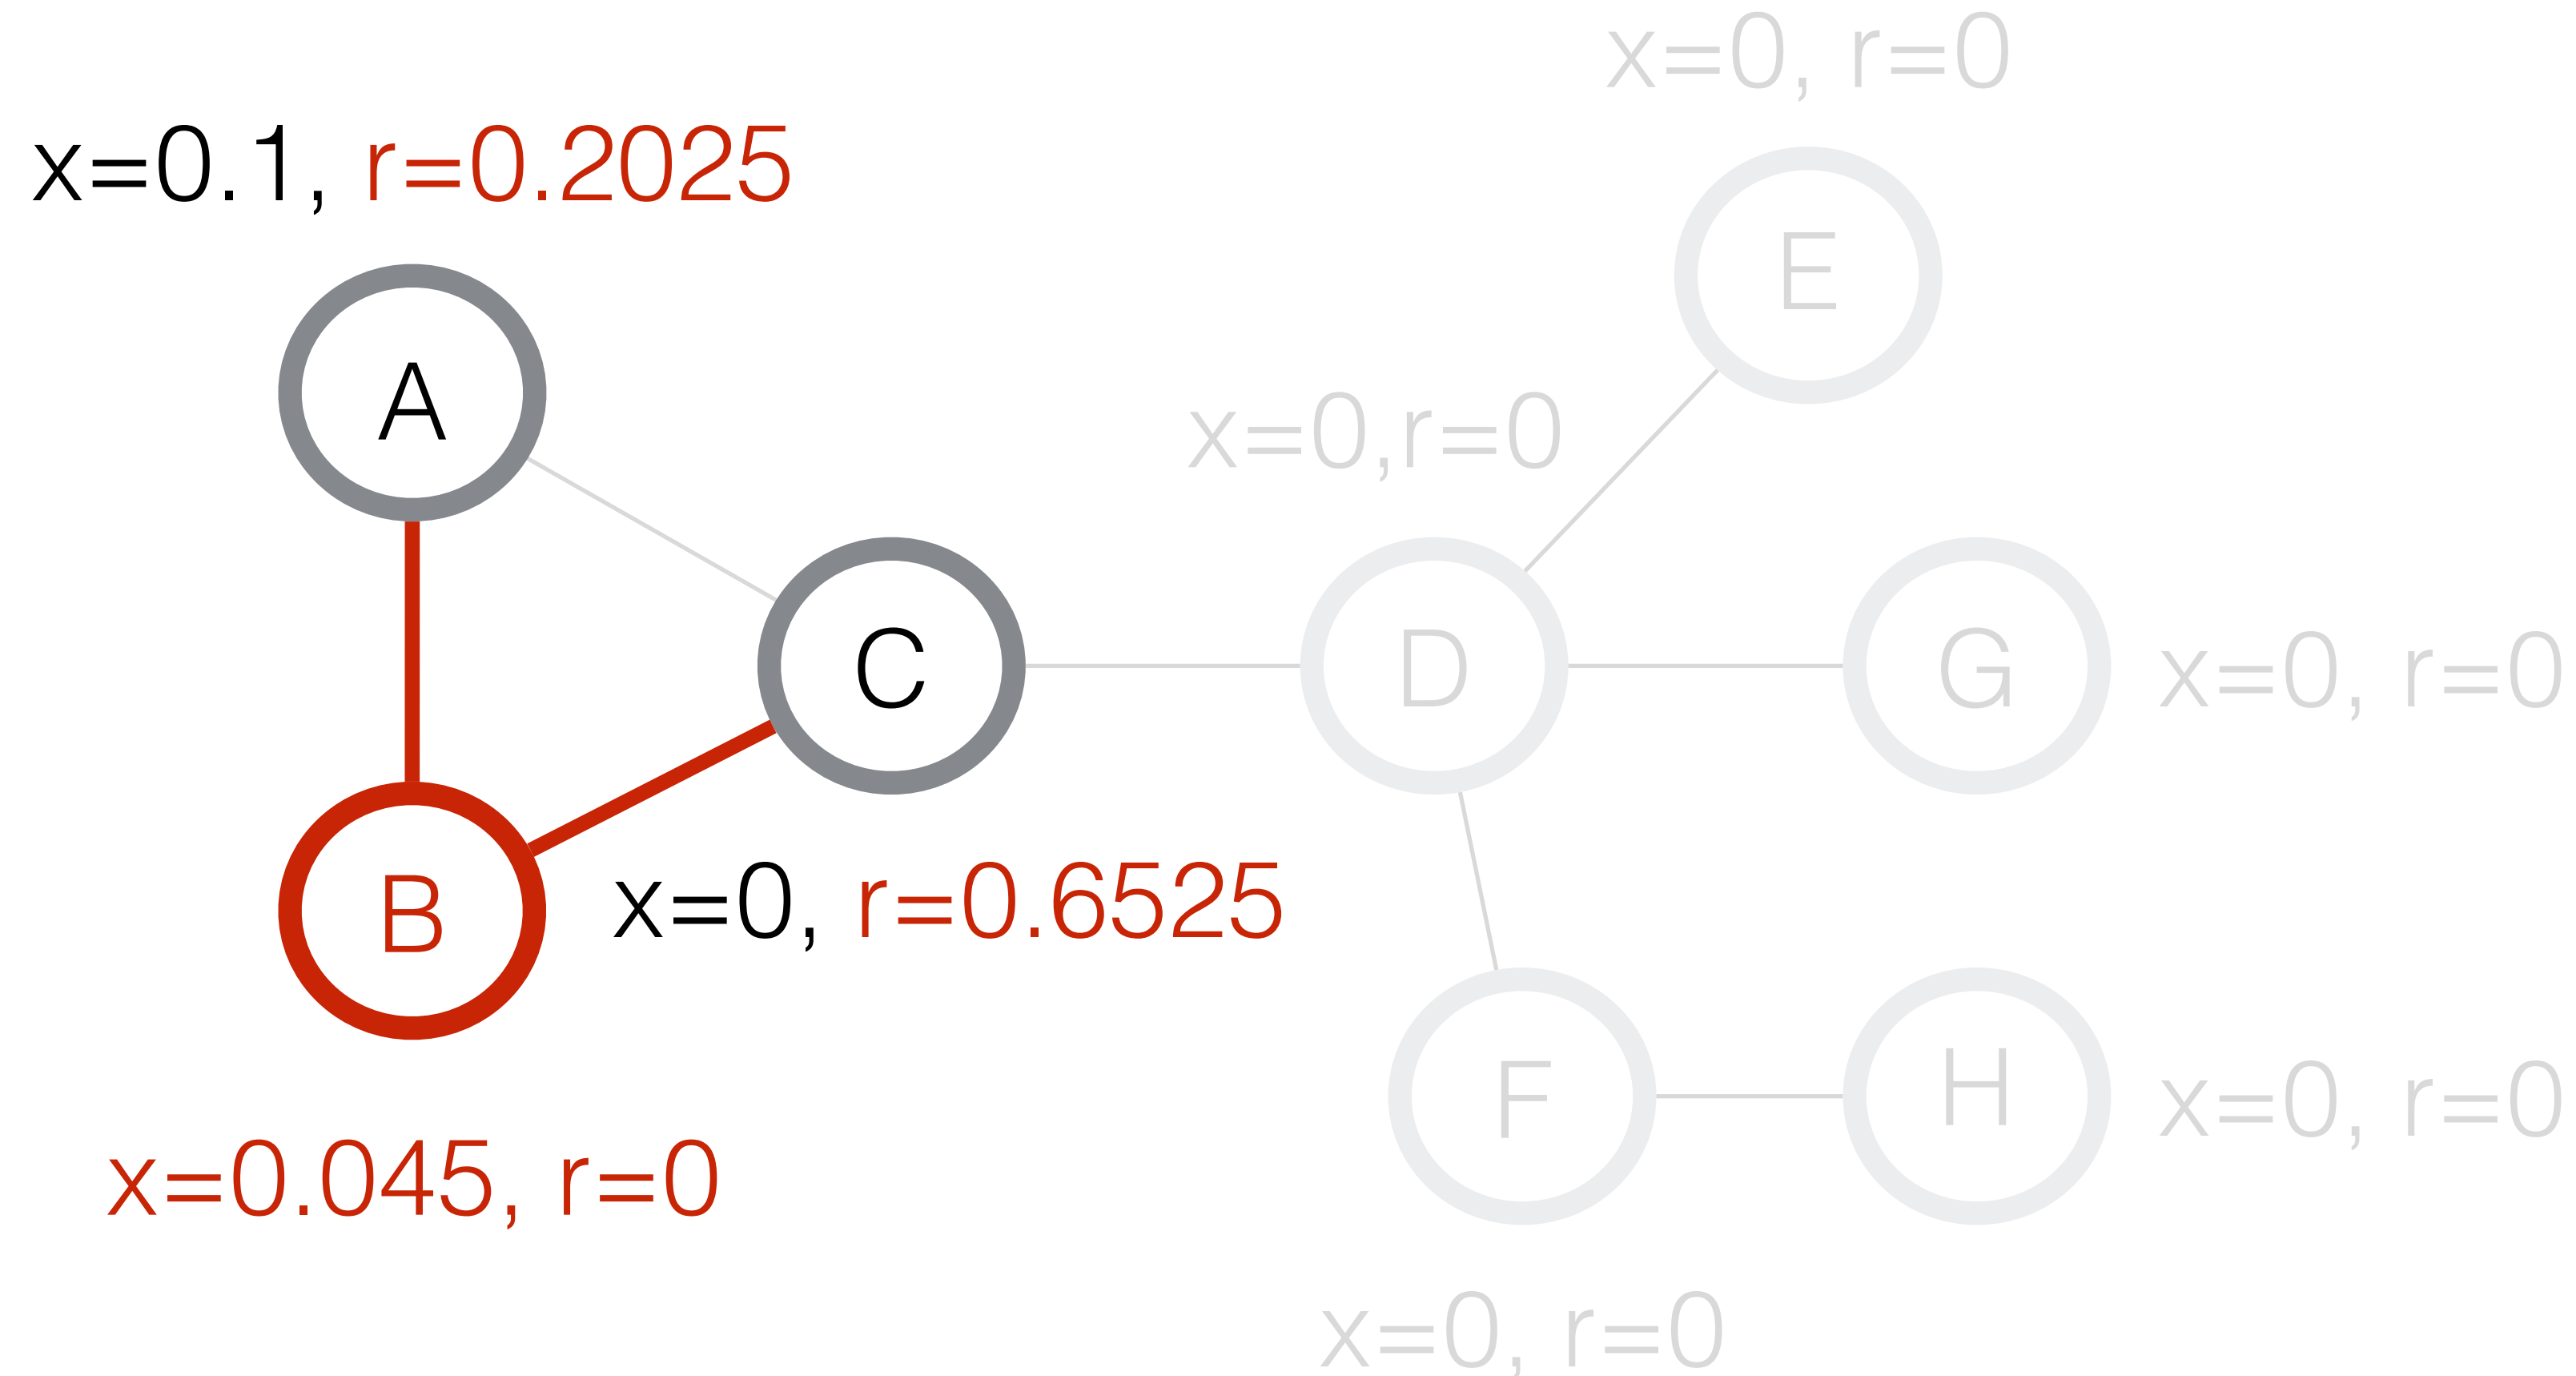 x=0, r=0
x=0.1, r=0.2025
E
A
x=0,r=0
C
D
G
x=0, r=0
B
x=0, r=0.6525
F
H
x=0, r=0
x=0.045, r=0
x=0, r=0